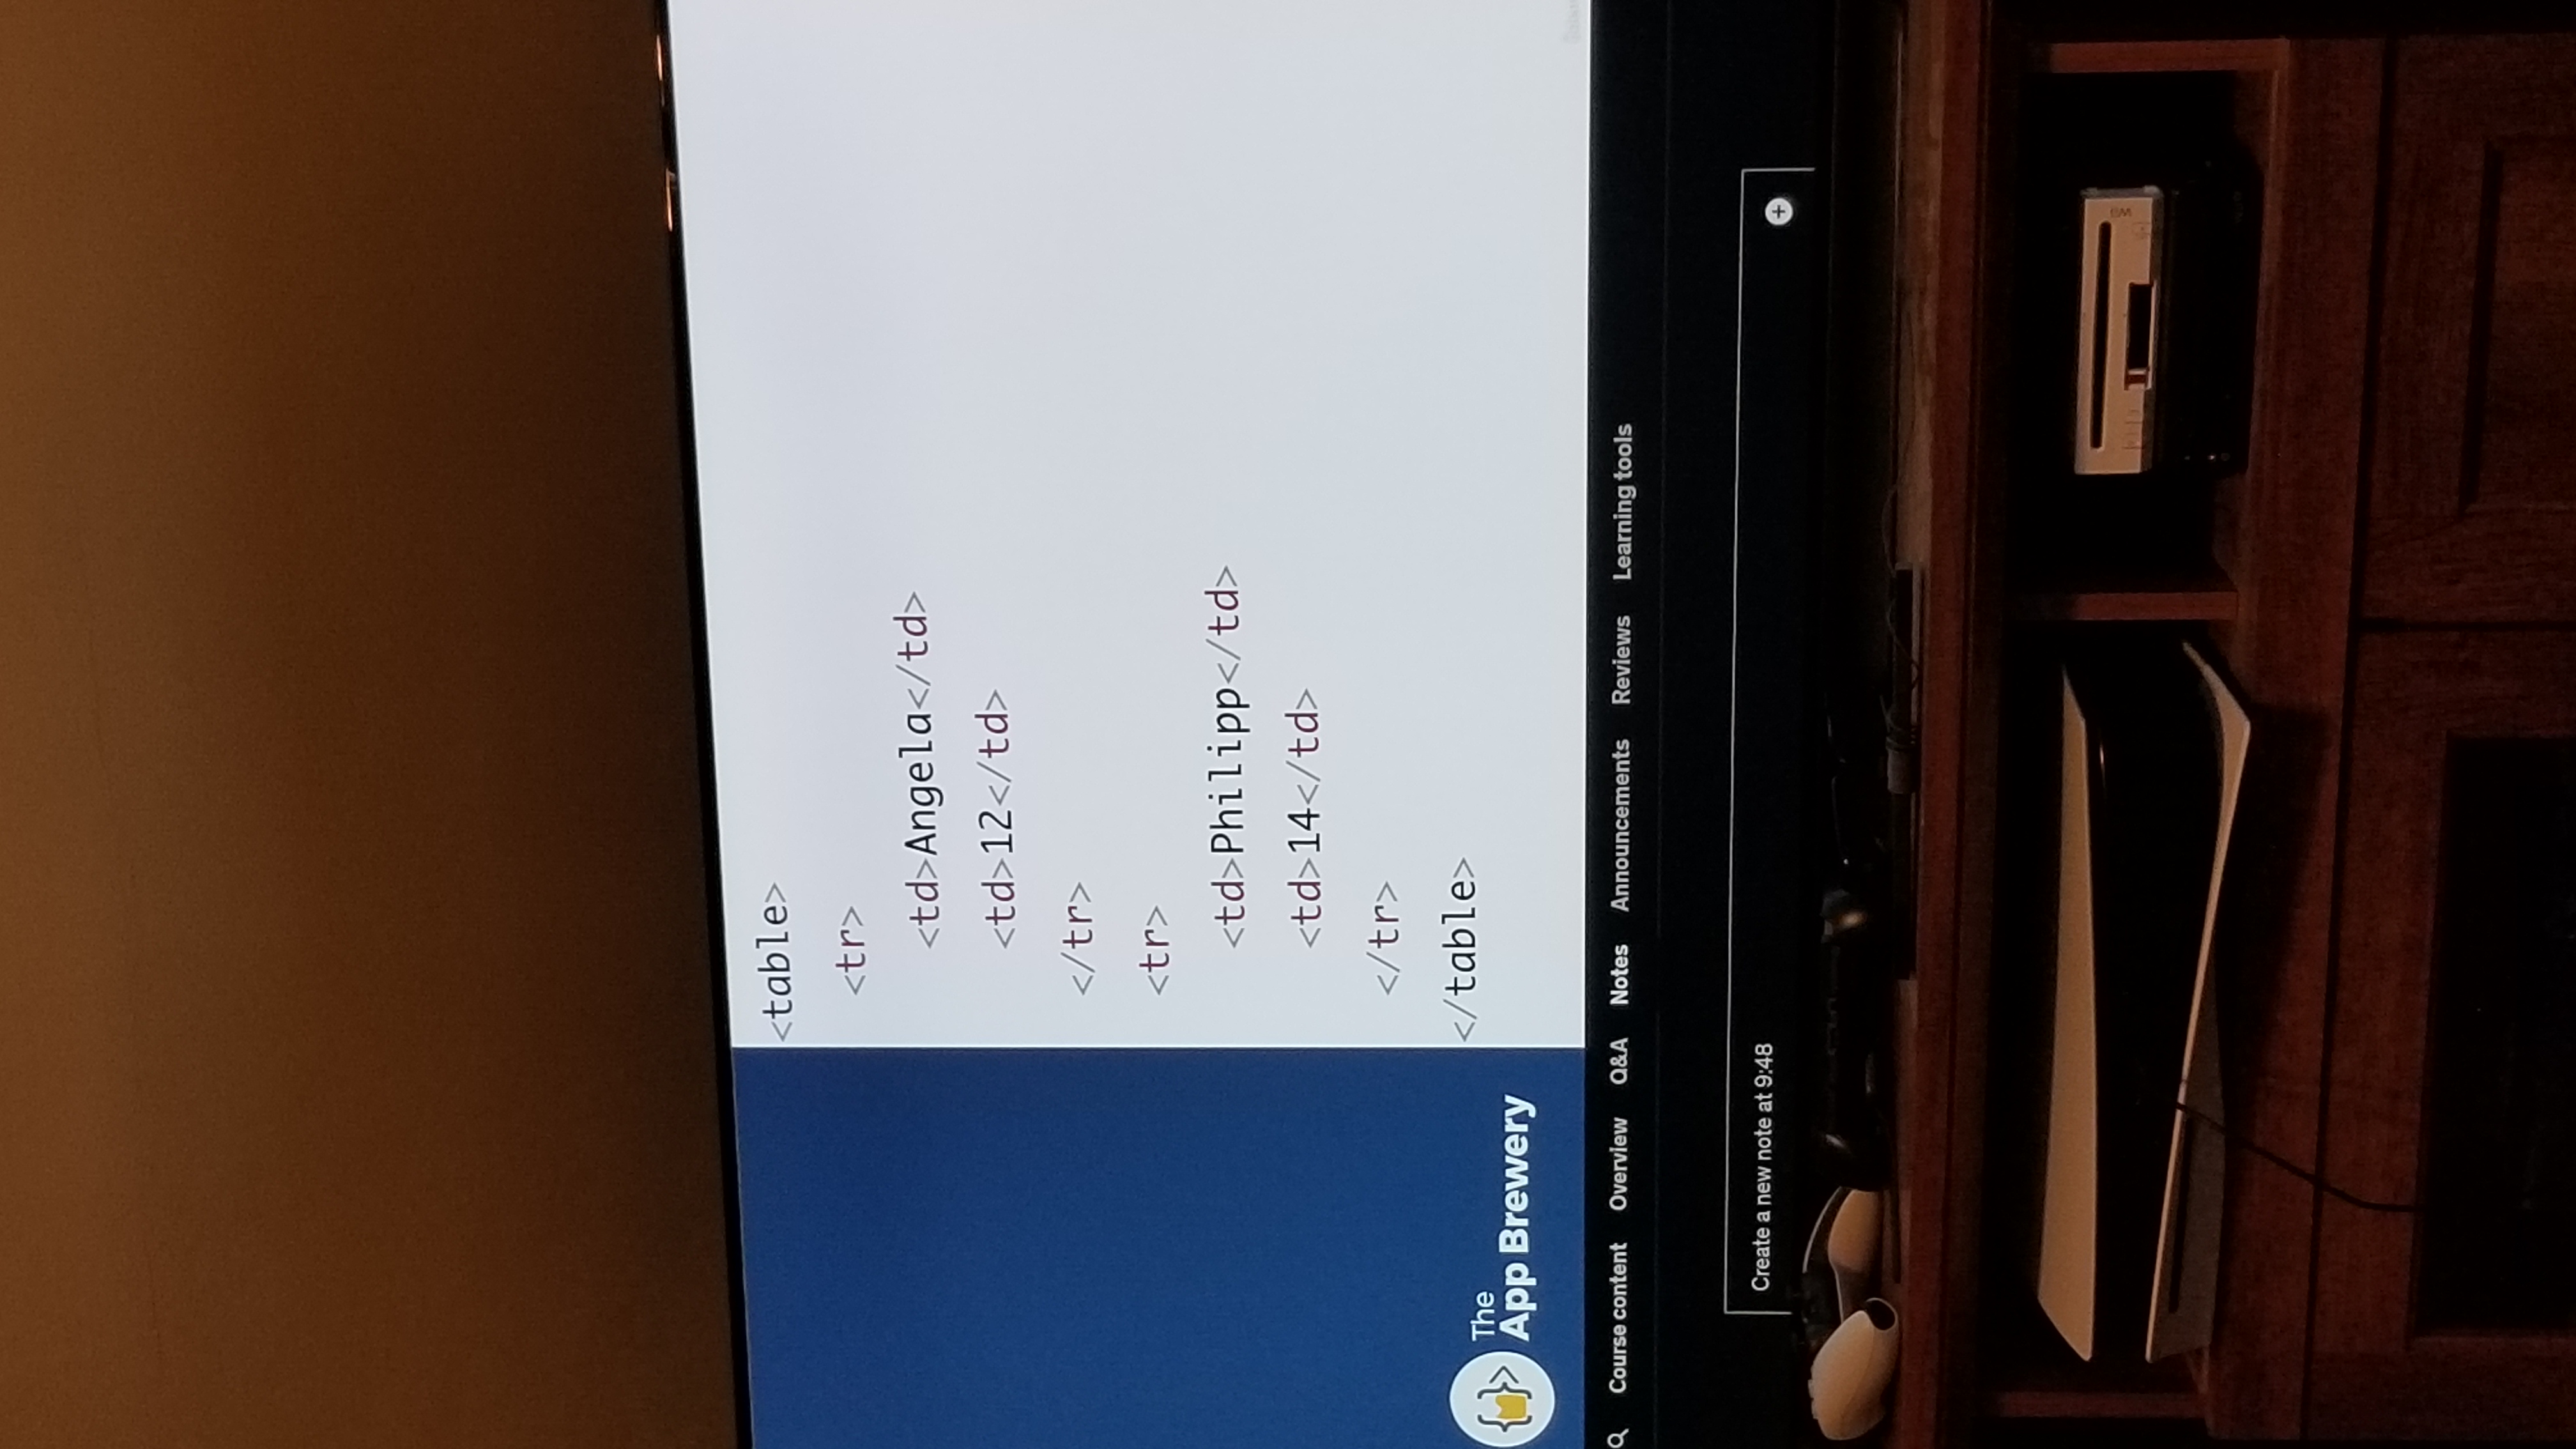 <table>
<tr>
<td>Angela</td>
<td>12</td>
</tr>
<tr>
<td>Philipp</td>
<td>14</td>
</tr>
</table>
The
App Brewery
Course content Overview Q&A Notes Announcements Reviews Learning tools
Create a new note at 9:48
Wii